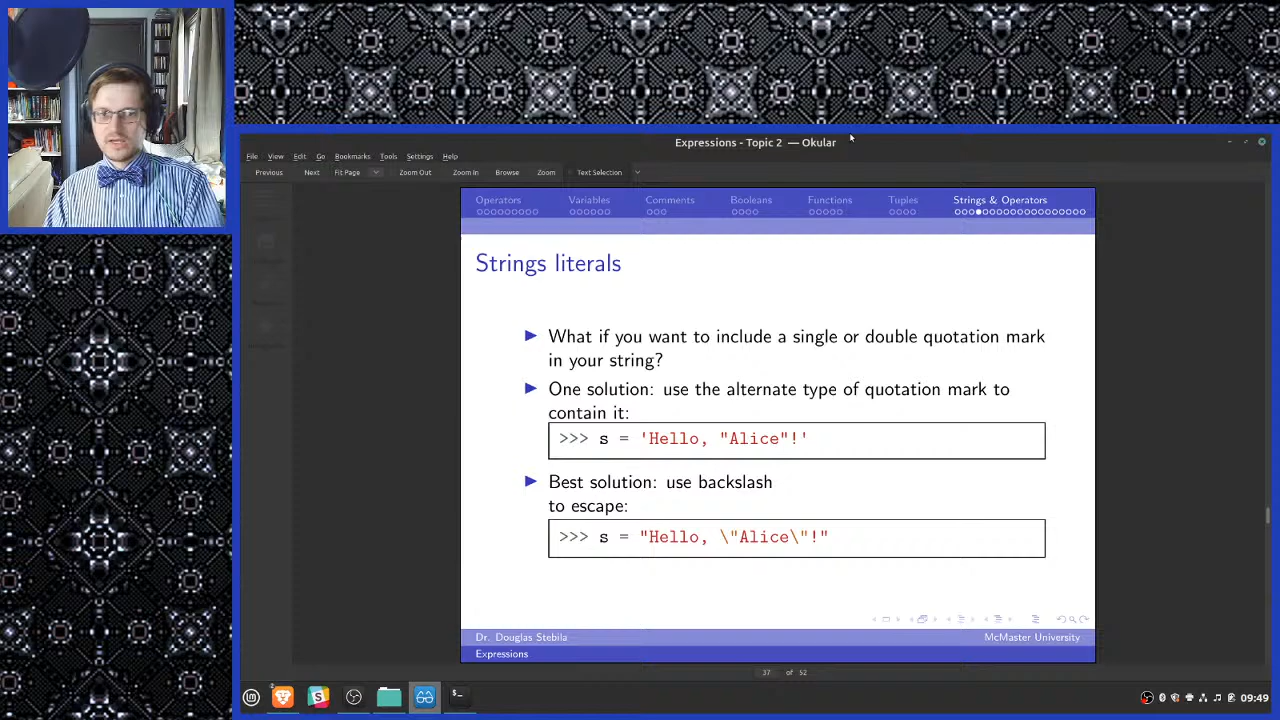 Expressions - Topic 2 — Okular
File View Edit Go Bookmarks Tools Settings Help
Previous Next Fit Page Zoom Out Zoom In Browse Zoom Text Selection
Operators Variables Comments Booleans Functions Tuples Strings & Operators
Strings literals
What if you want to include a single or double quotation mark
in your string?
One solution: use the alternate type of quotation mark to
contain it:
>>> s = 'Hello, "Alice"!'
Best solution: use backslash
to escape:
>>> s = "Hello, \"Alice\"!"
Dr. Douglas Stebila McMaster University
Expressions
37 of 52
09:49